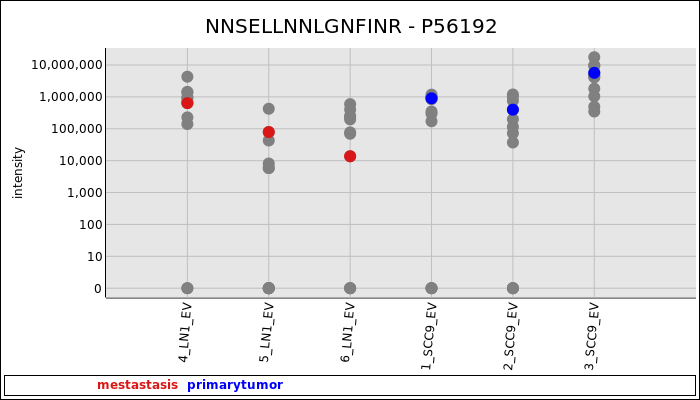 NNSELLNNLGNFINR - P56192
10,000,000
1,000,000
100,000
10,000
1,000
100
10
0
intensity
4_LN1_EV
5_LN1_EV
6_LN1_EV
1_SCC9_EV
2_SCC9_EV
3_SCC9_EV
mestastasis primarytumor